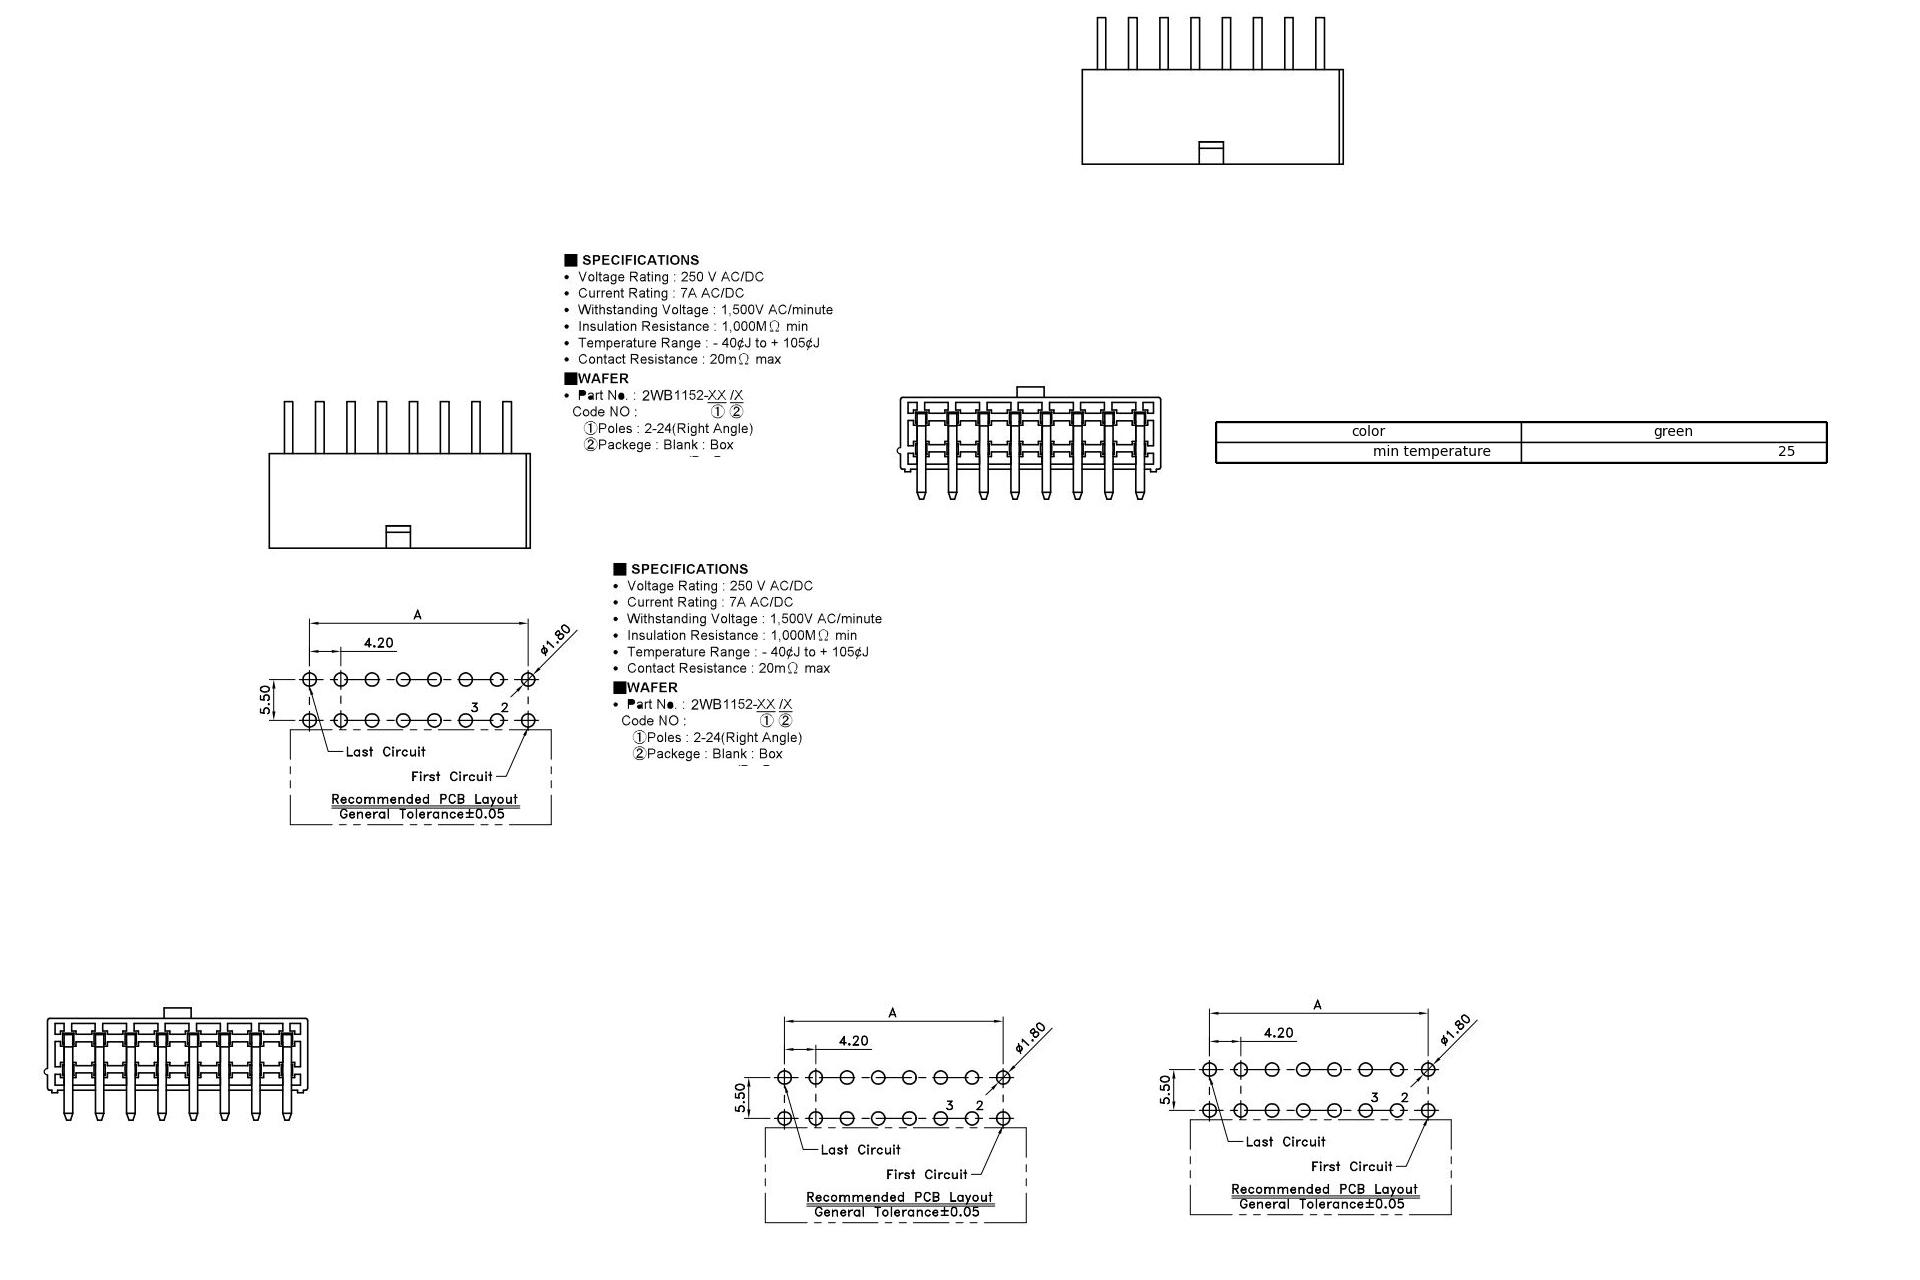 ■ SPECIFICATIONS
• Voltage Rating : 250 V AC/DC
• Current Rating : 7A AC/DC
• Withstanding Voltage : 1,500V AC/minute
• Insulation Resistance : 1,000MΩ min
• Temperature Range : - 40¢J to + 105¢J
• Contact Resistance : 20mΩ max
■WAFER
• Part No. : 2WB1152-XX /X
Code NO : ① ②
①Poles : 2-24(Right Angle)
②Packege : Blank : Box
color green
min temperature 25
■ SPECIFICATIONS
• Voltage Rating : 250 V AC/DC
• Current Rating : 7A AC/DC
• Withstanding Voltage : 1,500V AC/minute
• Insulation Resistance : 1,000MΩ min
• Temperature Range : - 40¢J to + 105¢J
• Contact Resistance : 20mΩ max
■WAFER
• Part No. : 2WB1152-XX /X
Code NO : ① ②
①Poles : 2-24(Right Angle)
②Packege : Blank : Box
A
4.20
ø1.80
5.50
3 2
Last Circuit
First Circuit
Recommended PCB Layout
General Tolerance±0.05
A
4.20
ø1.80
5.50
3 2
Last Circuit
First Circuit
Recommended PCB Layout
General Tolerance±0.05
A
4.20
ø1.80
5.50
3 2
Last Circuit
First Circuit
Recommended PCB Layout
General Tolerance±0.05